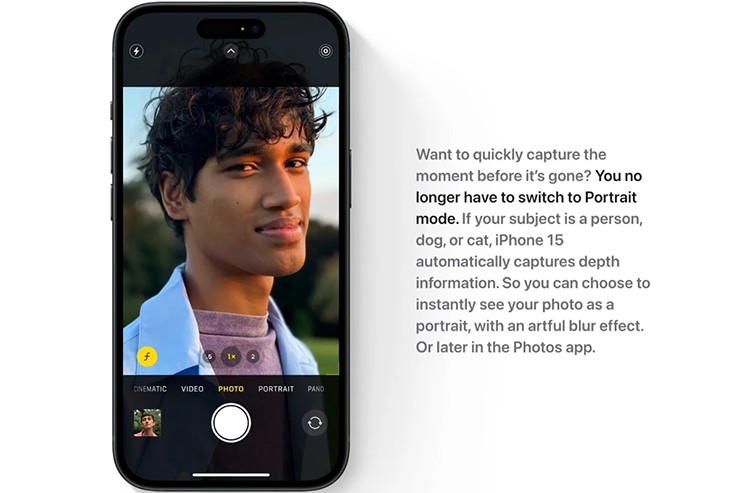 .5 1× 2
CINEMATIC VIDEO PHOTO PORTRAIT PANO
Want to quickly capture the
moment before it’s gone? You no
longer have to switch to Portrait
mode. If your subject is a person,
dog, or cat, iPhone 15
automatically captures depth
information. So you can choose to
instantly see your photo as a
portrait, with an artful blur effect.
Or later in the Photos app.